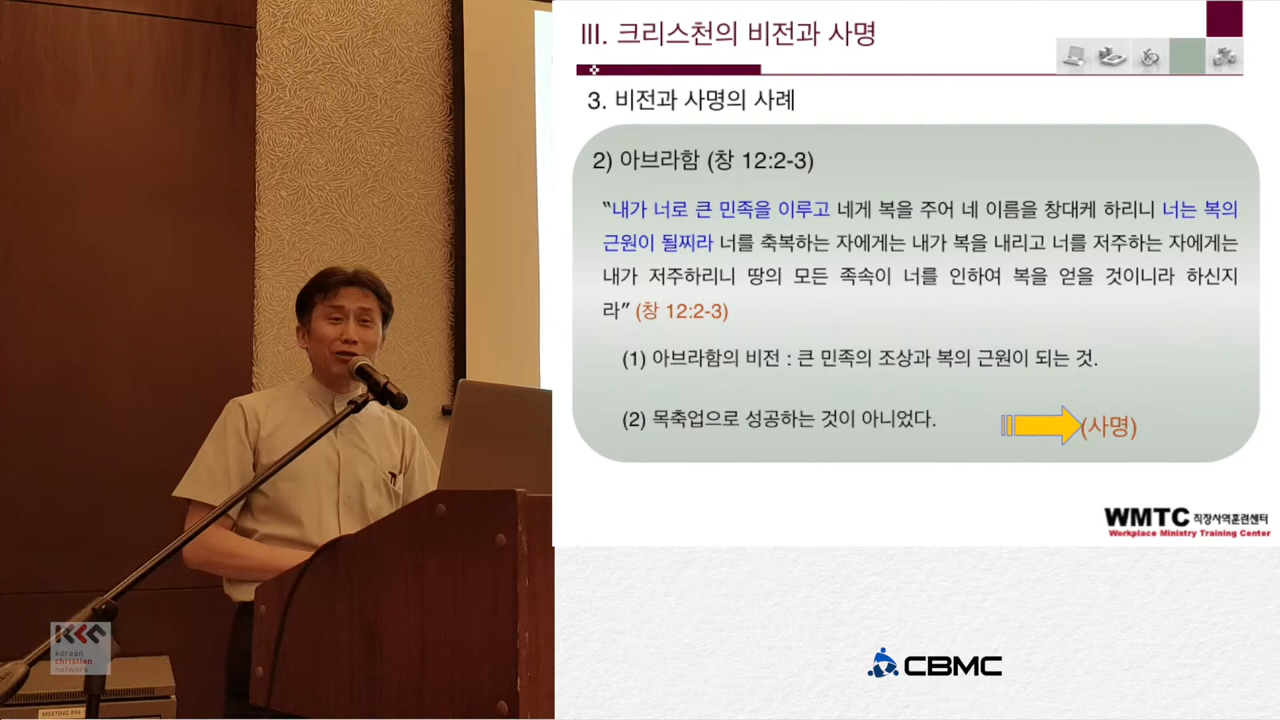 III. 크리스천의 비전과 사명
3. 비전과 사명의 사례
2) 아브라함 (창 12:2-3)
“내가 너로 큰 민족을 이루고 네게 복을 주어 네 이름을 창대케 하리니 너는 복의
근원이 될찌라 너를 축복하는 자에게는 내가 복을 내리고 너를 저주하는 자에게는
내가 저주하리니 땅의 모든 족속이 너를 인하여 복을 얻을 것이니라 하신지
라” (창 12:2-3)
(1) 아브라함의 비전 : 큰 민족의 조상과 복의 근원이 되는 것.
(2) 목축업으로 성공하는 것이 아니었다.
(사명)
WMTC 직장사역훈련센터
Workplace Ministry Training Center
CBMC
KCN
korean
christian
network
MEETING RM